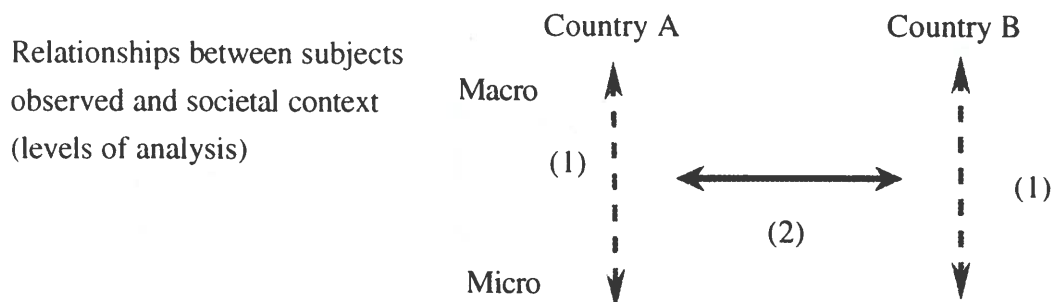 Country A
Country B
Relationships between subjects
observed and societal context
(levels of analysis)
Macro
(1)
(1)
(2)
Micro